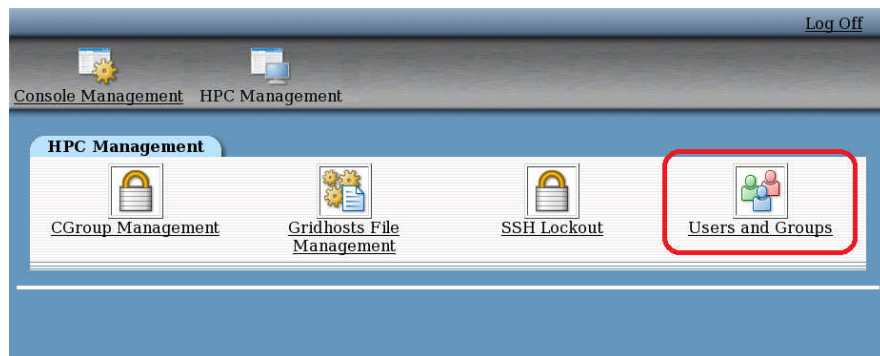 Log Off
Console Management HPC Management
HPC Management
CGroup Management
Gridhosts File
Management
SSH Lockout
Users and Groups